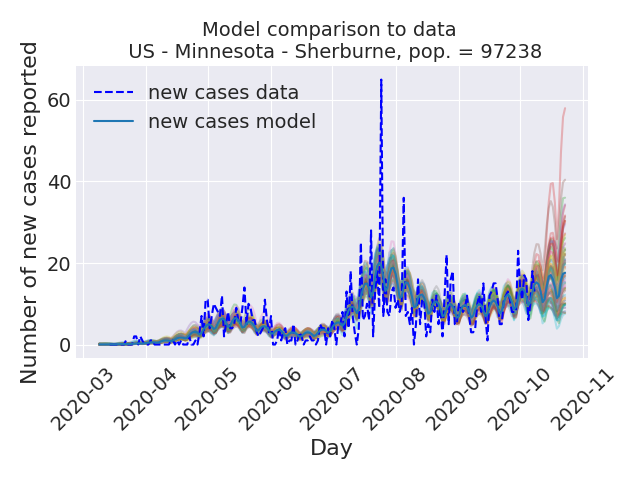 Model comparison to data
US - Minnesota - Sherburne, pop. = 97238
Number of new cases reported
60
40
20
0
new cases data
new cases model
2020-03
2020-04
2020-05
2020-06
2020-07
2020-08
2020-09
2020-10
2020-11
Day